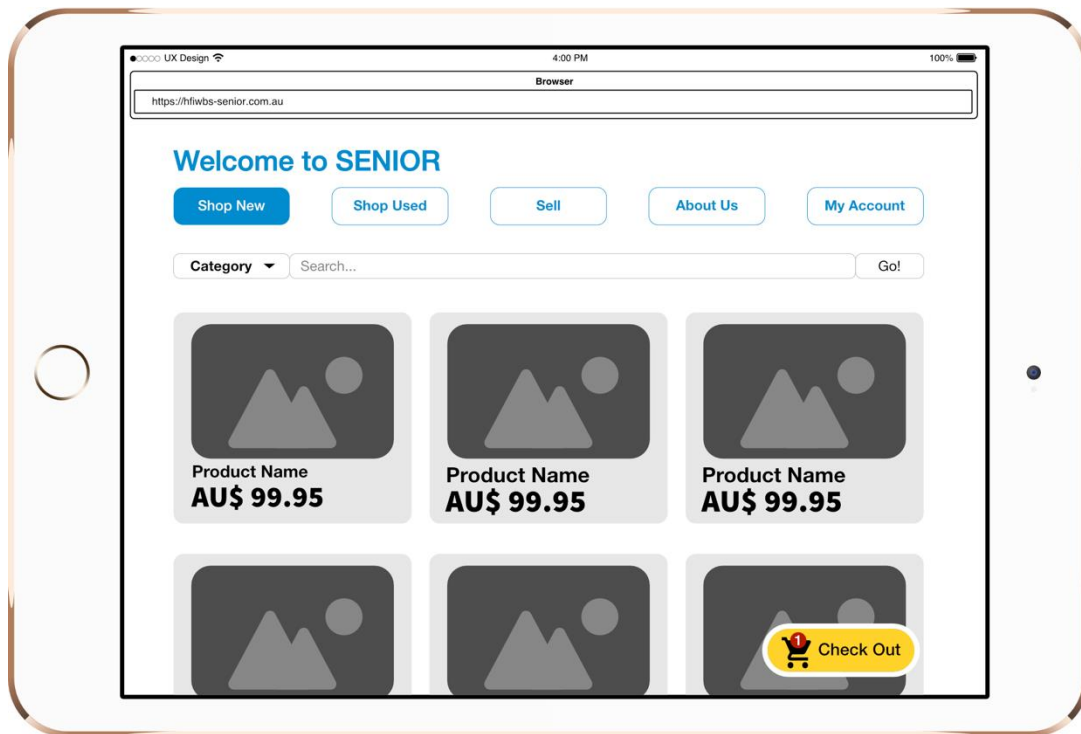 UX Design 4:00 PM 100%
Browser
https://hfiwbs-senior.com.au
Welcome to SENIOR
Shop New Shop Used Sell About Us My Account
Category Search... Go!
Product Name Product Name Product Name
AU$ 99.95 AU$ 99.95 AU$ 99.95
1 Check Out